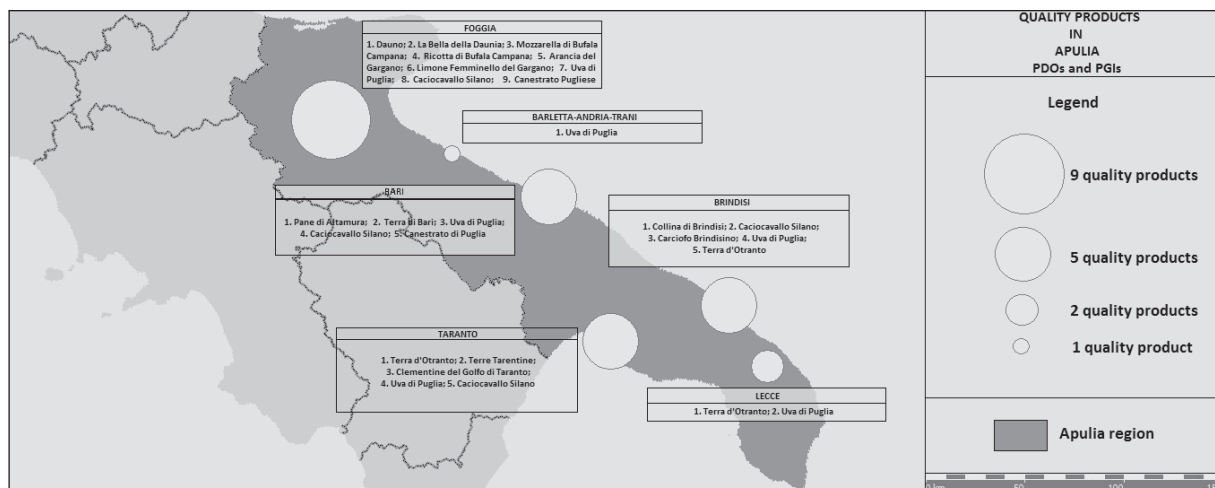 FOGGIA
1. Dauno; 2. La Bella della Daunia; 3. Mozzarella di Bufala
Campana; 4. Ricotta di Bufala Campana; 5. Arancia del
Gargano; 6. Limone Femminello del Gargano; 7. Uva di
Puglia; 8. Caciocavallo Silano; 9. Canestrato Pugliese
BARLETTA-ANDRIA-TRANI
1. Uva di Puglia
BARI
1. Pane di Altamura; 2. Terra di Bari; 3. Uva di Puglia;
4. Caciocavallo Silano; 5. Canestrato di Puglia
BRINDISI
1. Collina di Brindisi; 2. Caciocavallo Silano;
3. Carciofo Brindisino; 4. Uva di Puglia;
5. Terra d'Otranto
TARANTO
1. Terra d'Otranto; 2. Terre Tarentine;
3. Clementine del Golfo di Taranto;
4. Uva di Puglia; 5. Caciocavallo Silano
LECCE
1. Terra d'Otranto; 2. Uva di Puglia
QUALITY PRODUCTS
IN
APULIA
PDOs and PGIs
Legend
9 quality products
5 quality products
2 quality products
1 quality product
Apulia region
0 km 50 100